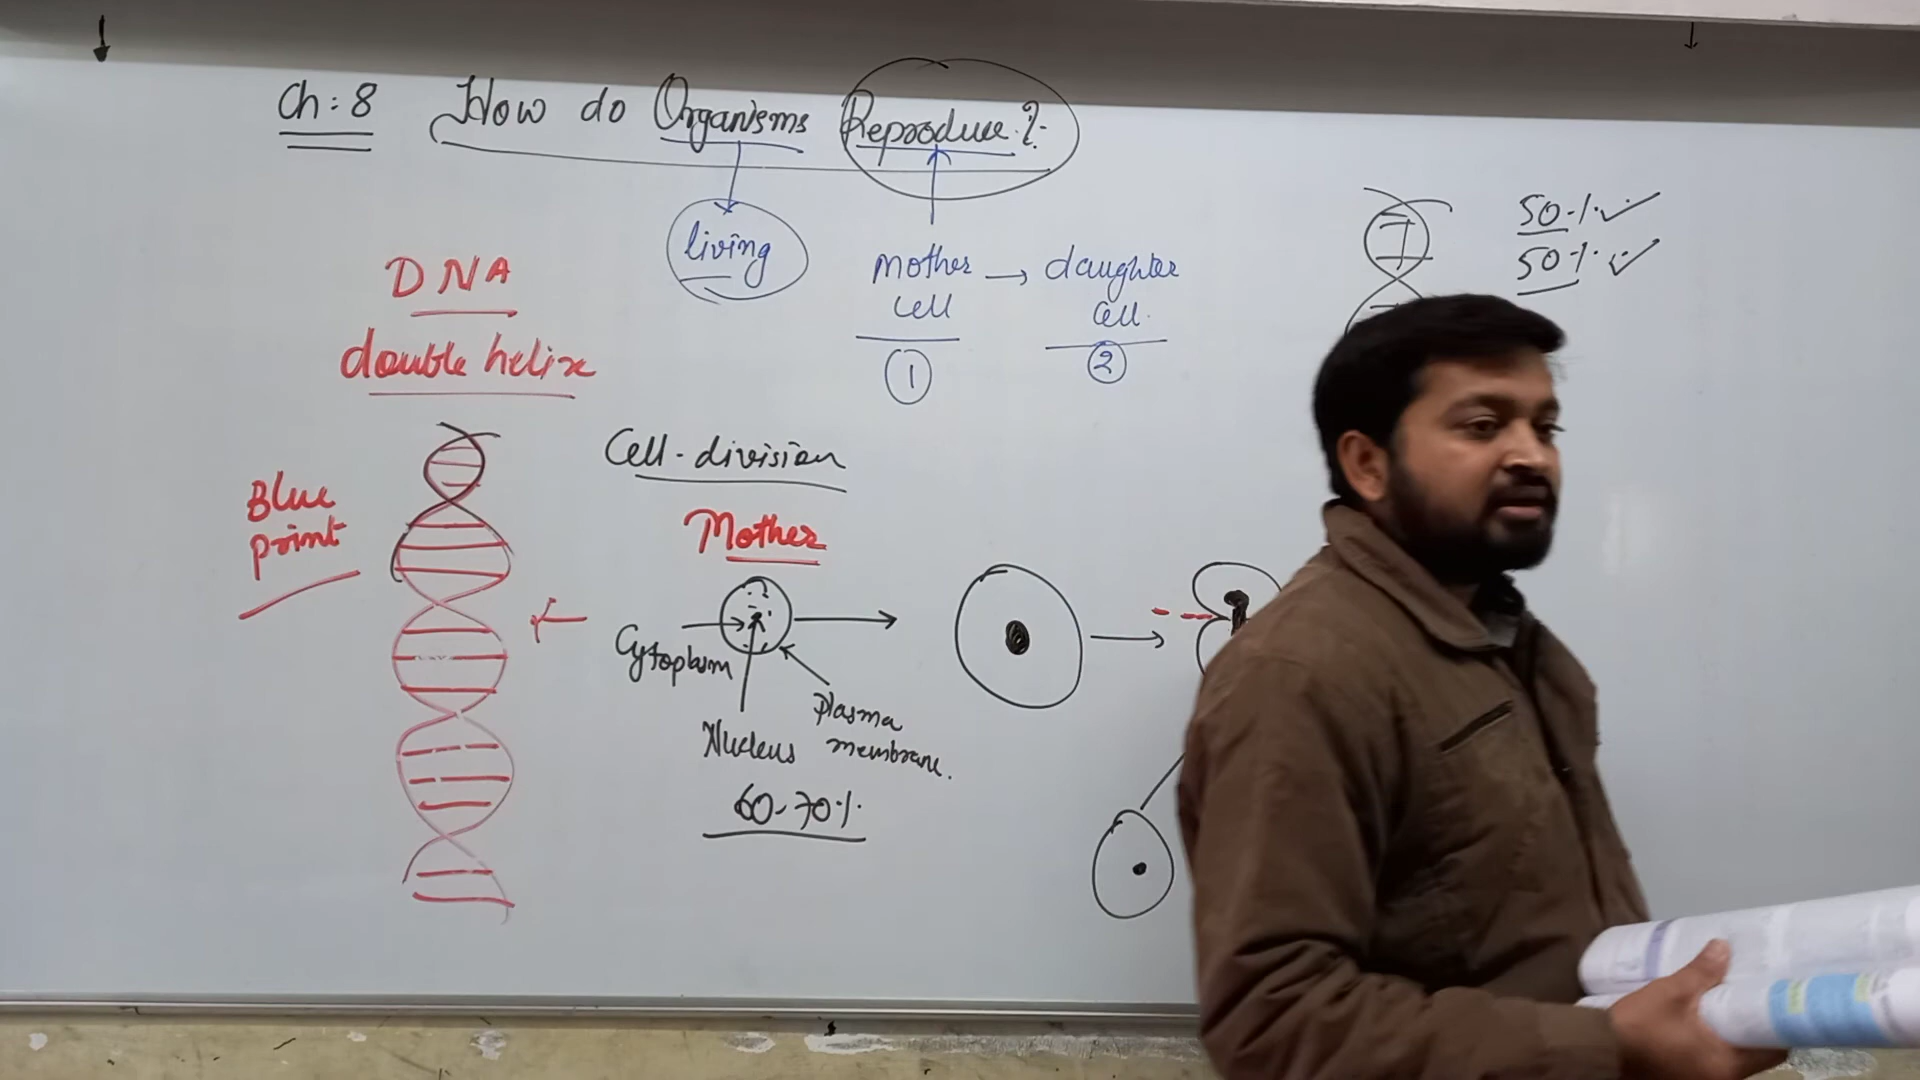 Ch: 8 How do Organisms Reproduce ?
living
mother cell → daughter cell.
1 2
50%. ✓
50%. ✓
DNA
double helix
Blue
print
Cell-division
Mother
Cytoplasm
Nucleus
Plasma
membrane.
60-70%.